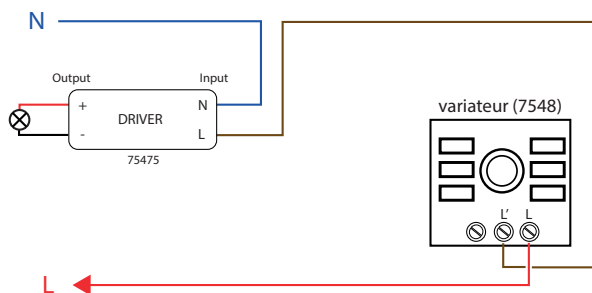 N
Output Input
+ N
DRIVER
- L
75475
variateur (7548)
L' L
L